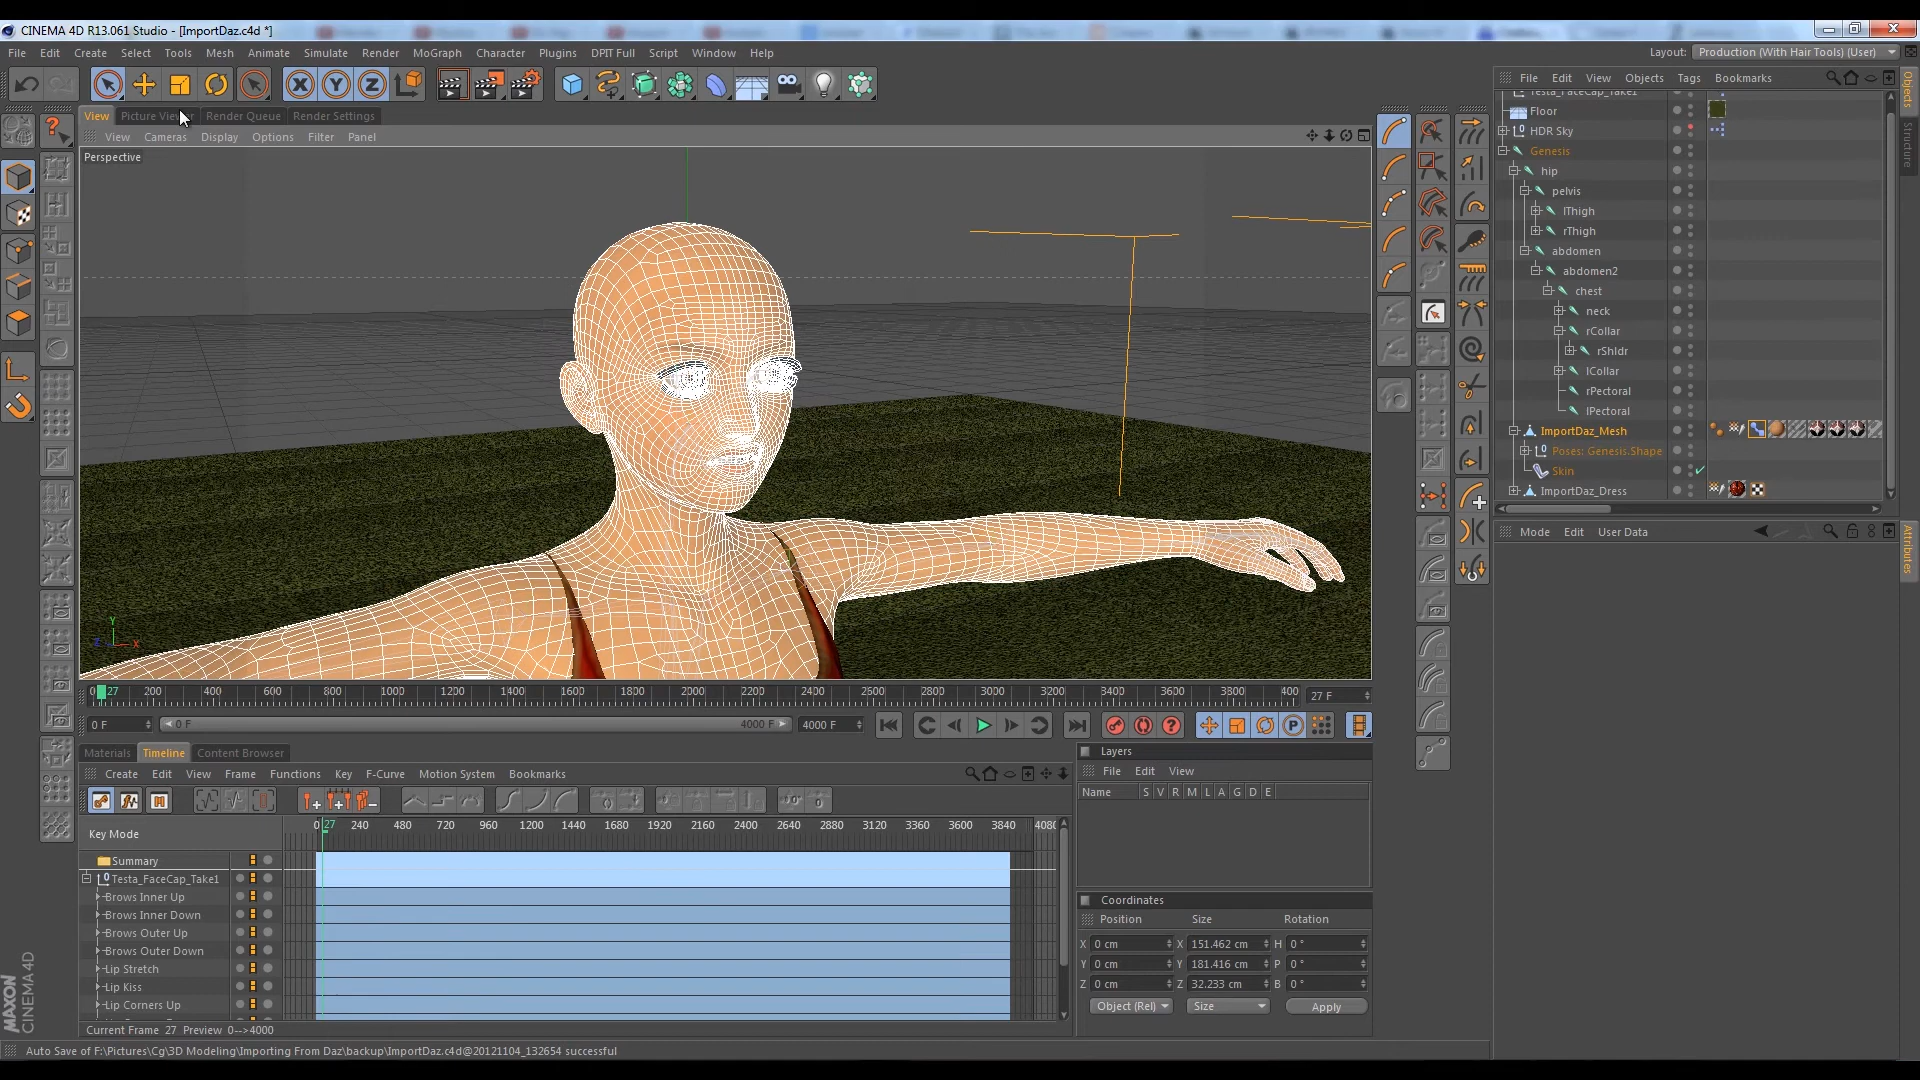 CINEMA 4D R13.061 Studio - [ImportDaz.c4d *]
File Edit Create Select Tools Mesh Animate Simulate Render MoGraph Character Plugins DPIT Full Script Window Help
Layout: Production (With Hair Tools) (User)
File Edit View Objects Tags Bookmarks
View Picture Viewer Render Queue Render Settings
View Cameras Display Options Filter Panel
Perspective
Testa_FaceCap_Take1
Floor
HDR Sky
Genesis
hip
pelvis
lThigh
rThigh
abdomen
abdomen2
chest
neck
rCollar
rShldr
lCollar
rPectoral
lPectoral
ImportDaz_Mesh
Poses: Genesis.Shape
Skin
ImportDaz_Dress
Objects
Structure
Mode Edit User Data
Attributes
Y
Z X
0 27 200 400 600 800 1000 1200 1400 1600 1800 2000 2200 2400 2600 2800 3000 3200 3400 3600 3800 400 27 F
0 F 0 F 4000 F 4000 F
Materials Timeline Content Browser
Create Edit View Frame Functions Key F-Curve Motion System Bookmarks
Key Mode
0 27 240 480 720 960 1200 1440 1680 1920 2160 2400 2640 2880 3120 3360 3600 3840 4080
Summary
Testa_FaceCap_Take1
Brows Inner Up
Brows Inner Down
Brows Outer Up
Brows Outer Down
Lip Stretch
Lip Kiss
Lip Corners Up
Current Frame 27 Preview 0-->4000
Layers
File Edit View
Name S V R M L A G D E
Coordinates
Position Size Rotation
X 0 cm X 151.462 cm H 0 °
Y 0 cm Y 181.416 cm P 0 °
Z 0 cm Z 32.233 cm B 0 °
Object (Rel) Size Apply
MAXON
CINEMA 4D
Auto Save of F:\Pictures\Cg\3D Modeling\Importing From Daz\backup\ImportDaz.c4d@20121104_132654 successful